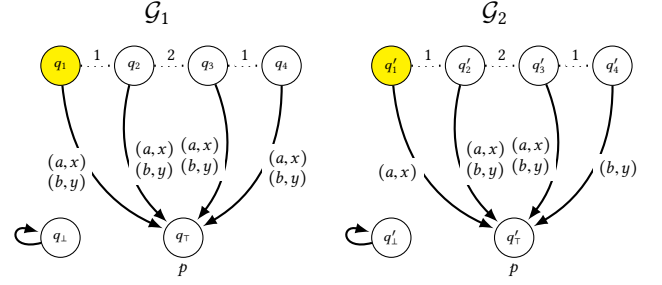 𝒢₁ 𝒢₂
q₁ 1 q₂ 2 q₃ 1 q₄ q′₁ 1 q′₂ 2 q′₃ 1 q′₄
(a, x) (a, x) (a, x) (a, x) (a, x) (a, x) (a, x) (b, y)
(b, y) (b, y) (b, y) (b, y) (b, y) (b, y)
q⊥ q⊤ q′⊥ q′⊤
p p